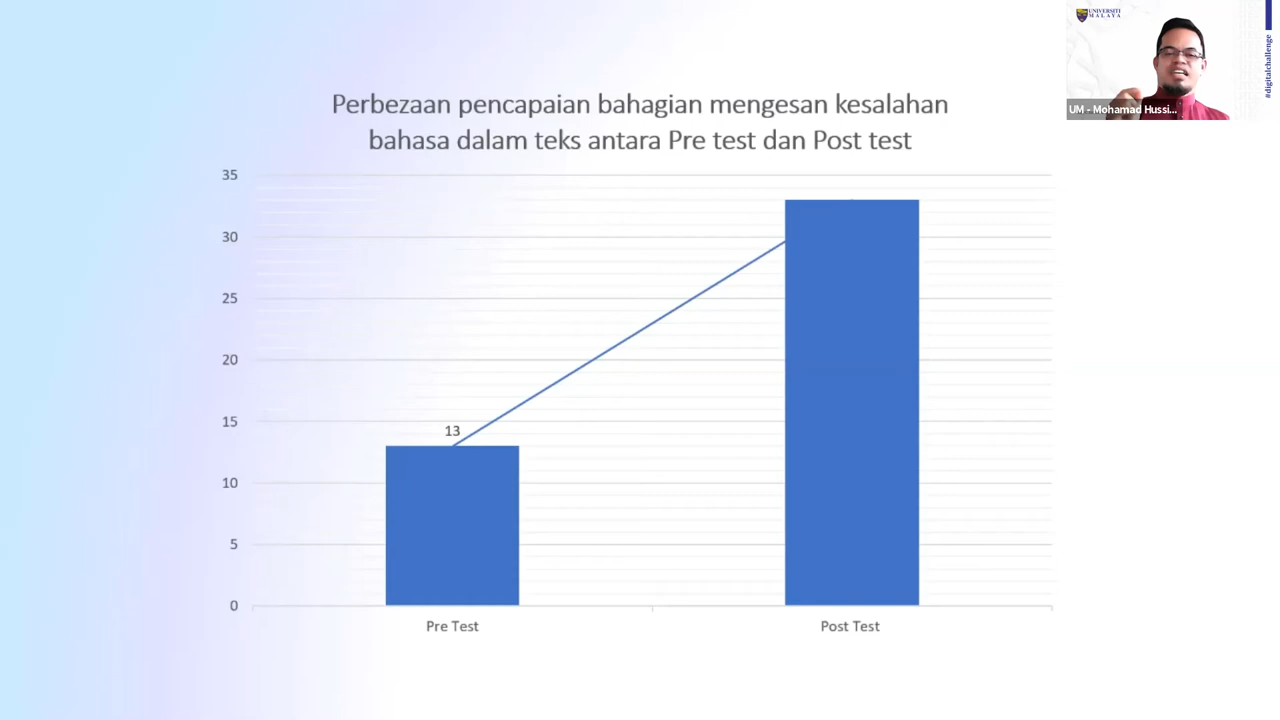 UNIVERSITI
MALAYA
#digitalchallenge
UM - Mohamad Hussi...
Perbezaan pencapaian bahagian mengesan kesalahan
bahasa dalam teks antara Pre test dan Post test
35
30
25
20
15
10
5
0
13
Pre Test
Post Test